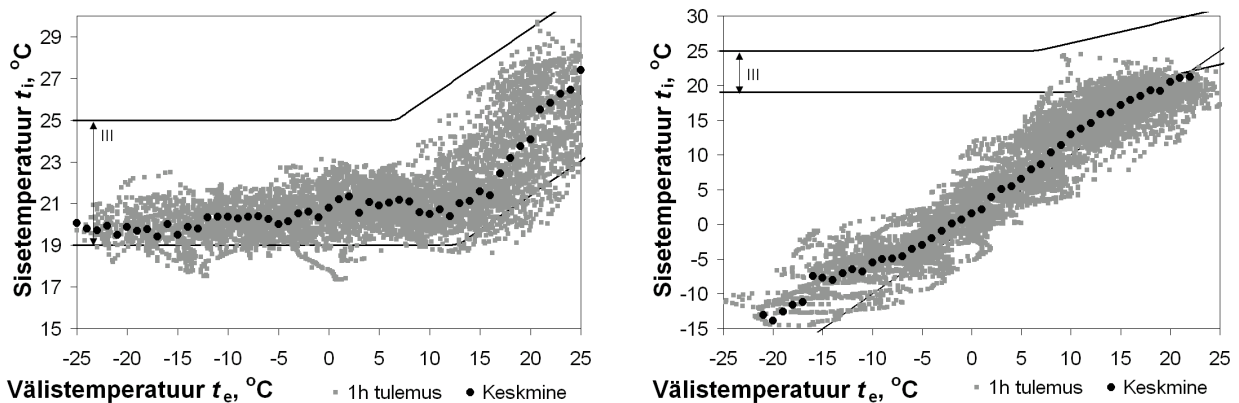 Sisetemperatuur tᵢ, °C
29
27
25
23
21
19
17
15
III
-25 -20 -15 -10 -5 0 5 10 15 20 25
Välistemperatuur tₑ, °C
1h tulemus Keskmine
Sisetemperatuur tᵢ, °C
30
25
20
15
10
5
0
-5
-10
-15
III
-25 -20 -15 -10 -5 0 5 10 15 20 25
Välistemperatuur tₑ, °C
1h tulemus Keskmine